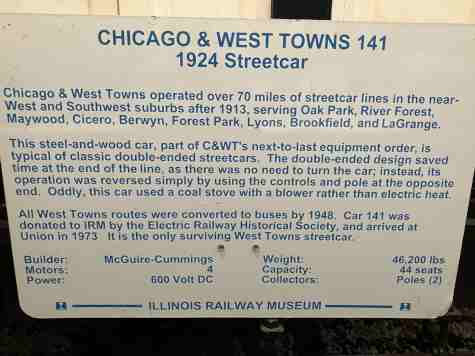 CHICAGO & WEST TOWNS 141
1924 Streetcar
Chicago & West Towns operated over 70 miles of streetcar lines in the near-
West and Southwest suburbs after 1913, serving Oak Park, River Forest,
Maywood, Cicero, Berwyn, Forest Park, Lyons, Brookfield, and LaGrange.
This steel-and-wood car, part of C&WT's next-to-last equipment order, is
typical of classic double-ended streetcars. The double-ended design saved
time at the end of the line, as there was no need to turn the car; instead, its
operation was reversed simply by using the controls and pole at the opposite
end. Oddly, this car used a coal stove with a blower rather than electric heat.
All West Towns routes were converted to buses by 1948. Car 141 was
donated to IRM by the Electric Railway Historical Society, and arrived at
Union in 1973 It is the only surviving West Towns streetcar.
Builder: McGuire-Cummings Weight: 46,200 lbs
Motors: 4 Capacity: 44 seats
Power: 600 Volt DC Collectors: Poles (2)
ILLINOIS RAILWAY MUSEUM